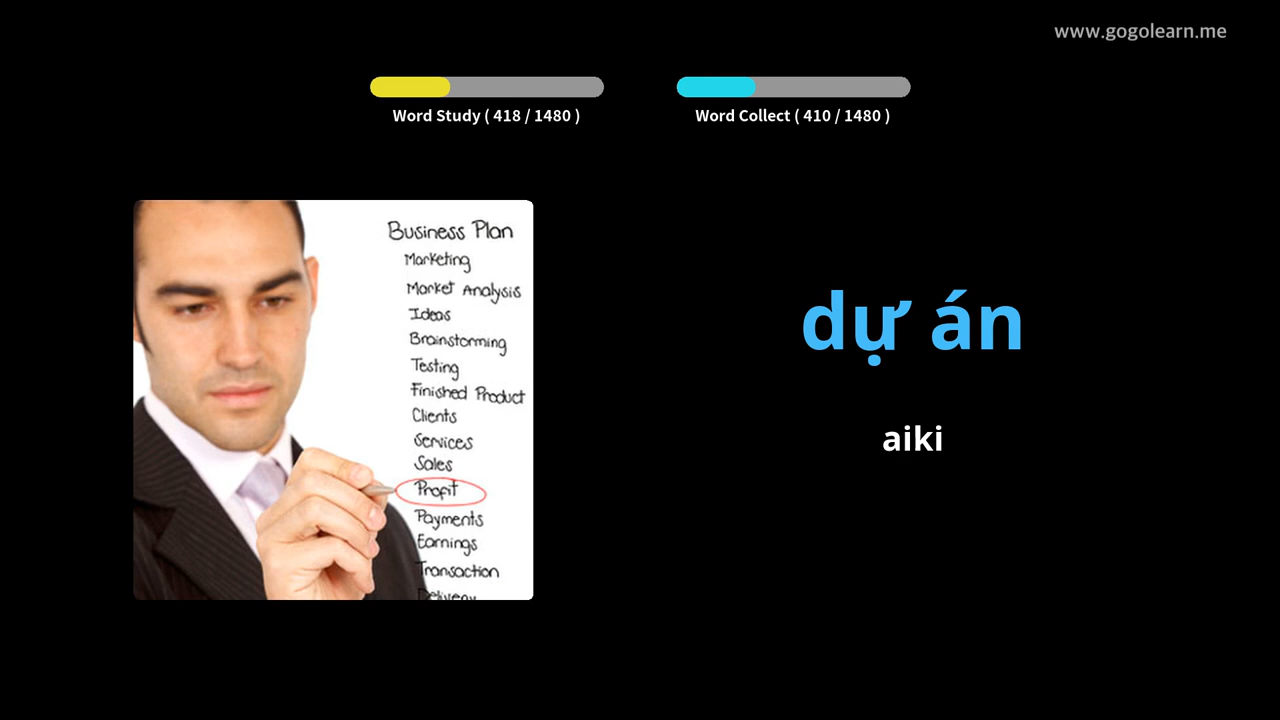 www.gogolearn.me
Word Study ( 418 / 1480 )
Word Collect ( 410 / 1480 )
Business Plan
Marketing
Market Analysis
Ideas
Brainstorming
Testing
Finished Product
Clients
Services
Sales
Profit
Payments
Earnings
Transaction
Delivery
dự án
aiki